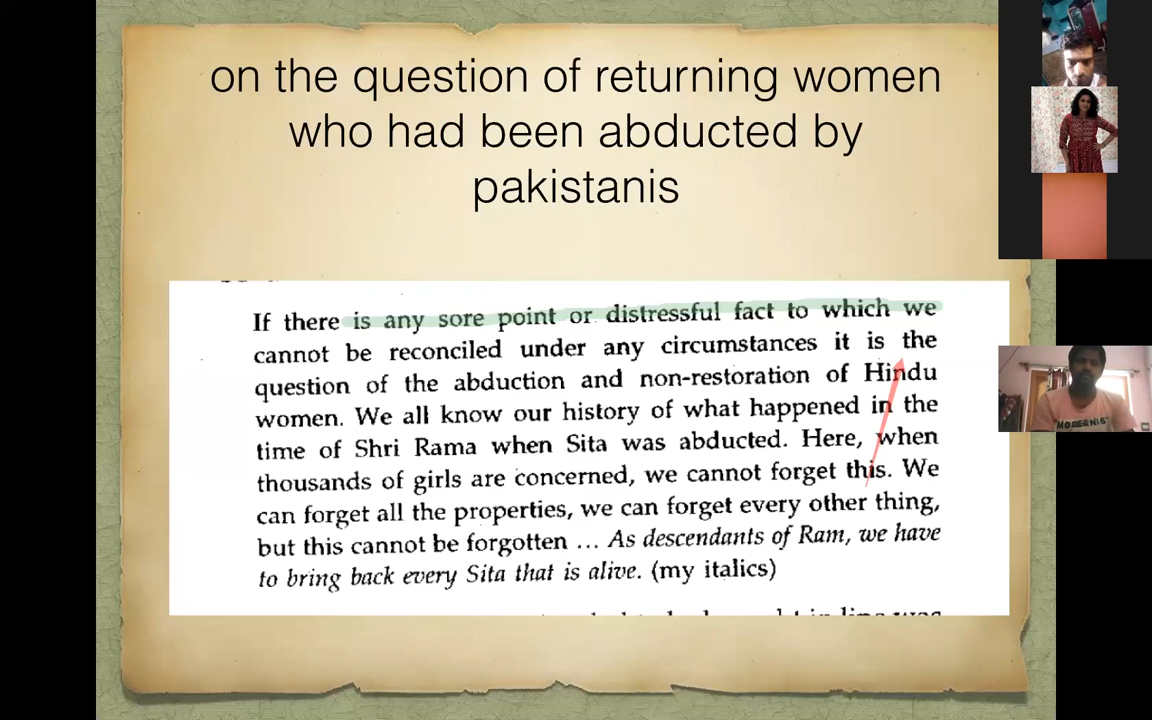 on the question of returning women
who had been abducted by
pakistanis
If there is any sore point or distressful fact to which we
cannot be reconciled under any circumstances it is the
question of the abduction and non-restoration of Hindu
women. We all know our history of what happened in the
time of Shri Rama when Sita was abducted. Here, when
thousands of girls are concerned, we cannot forget this. We
can forget all the properties, we can forget every other thing,
but this cannot be forgotten ... As descendants of Ram, we have
to bring back every Sita that is alive. (my italics)
MODERNIS